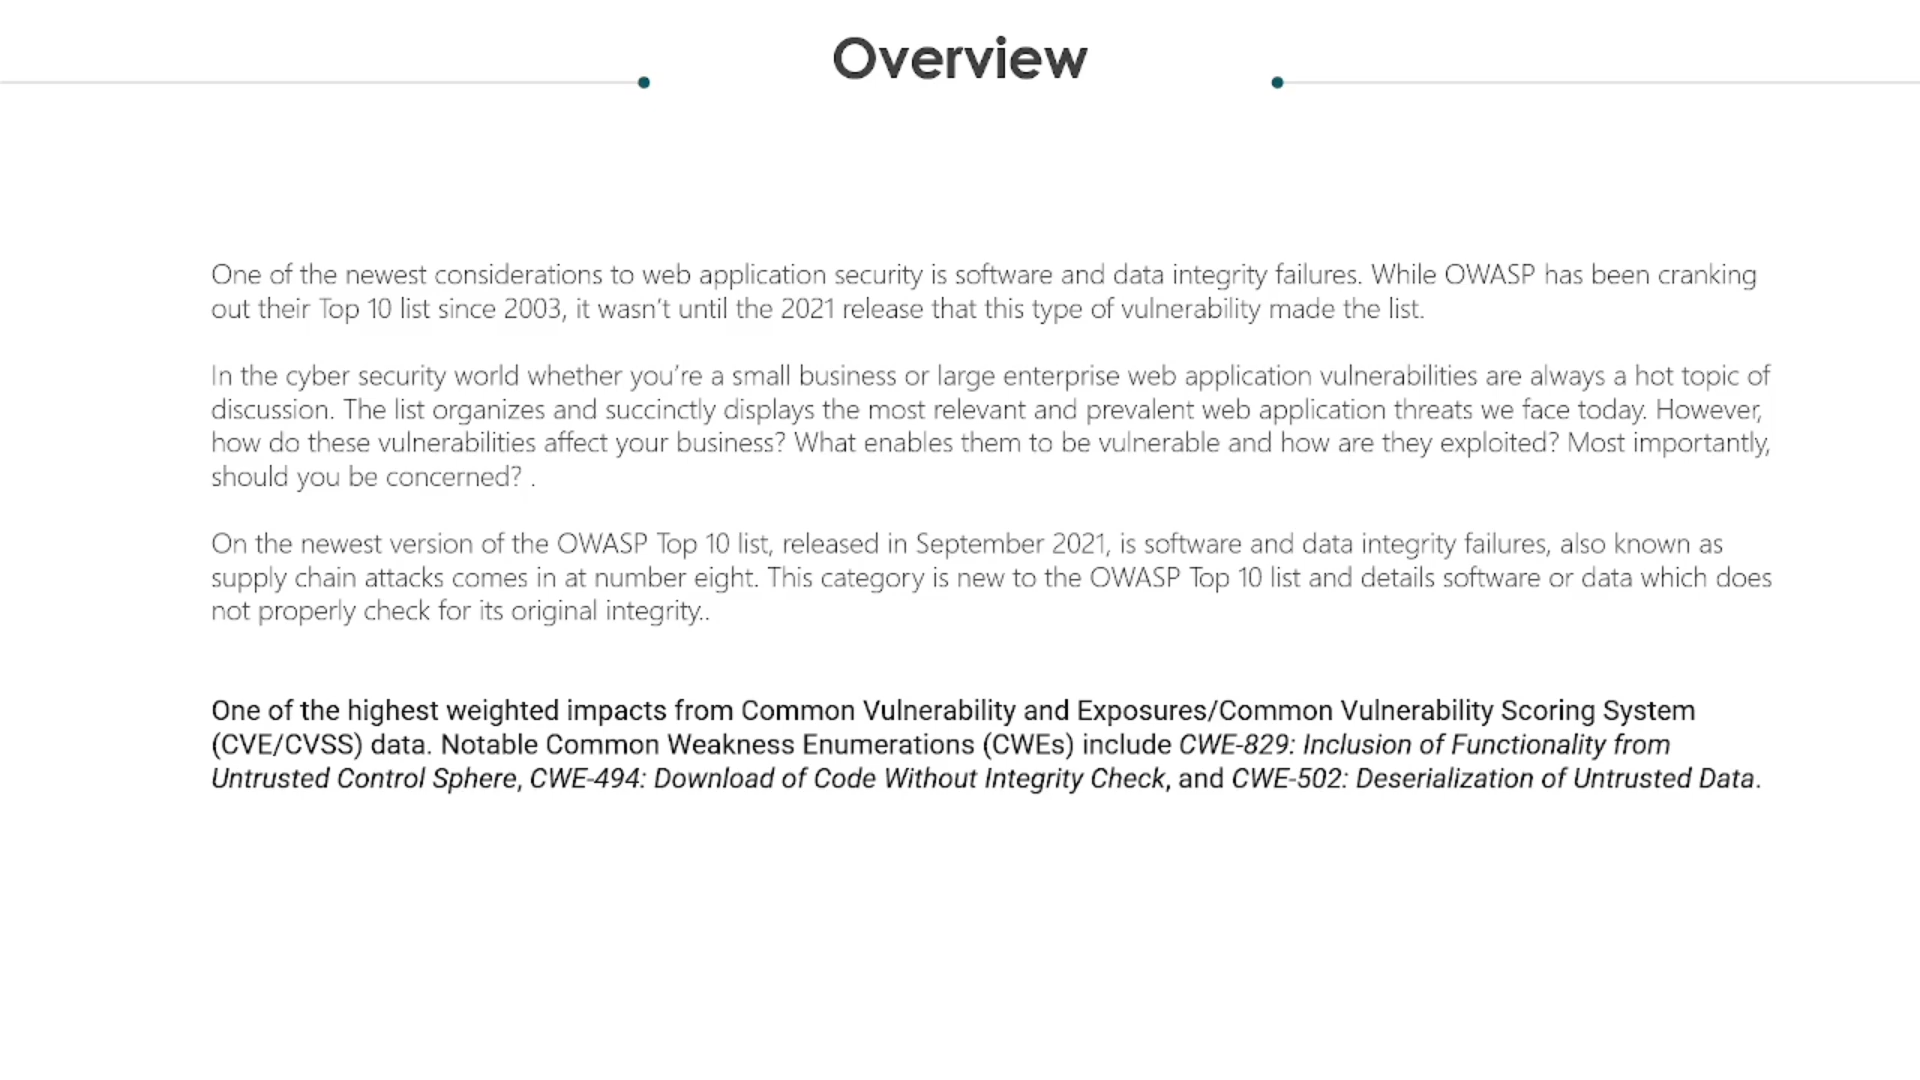 Overview
One of the newest considerations to web application security is software and data integrity failures. While OWASP has been cranking
out their Top 10 list since 2003, it wasn't until the 2021 release that this type of vulnerability made the list.
In the cyber security world whether you're a small business or large enterprise web application vulnerabilities are always a hot topic of
discussion. The list organizes and succinctly displays the most relevant and prevalent web application threats we face today. However,
how do these vulnerabilities affect your business? What enables them to be vulnerable and how are they exploited? Most importantly,
should you be concerned? .
On the newest version of the OWASP Top 10 list, released in September 2021, is software and data integrity failures, also known as
supply chain attacks comes in at number eight. This category is new to the OWASP Top 10 list and details software or data which does
not properly check for its original integrity..
One of the highest weighted impacts from Common Vulnerability and Exposures/Common Vulnerability Scoring System
(CVE/CVSS) data. Notable Common Weakness Enumerations (CWEs) include CWE-829: Inclusion of Functionality from
Untrusted Control Sphere, CWE-494: Download of Code Without Integrity Check, and CWE-502: Deserialization of Untrusted Data.